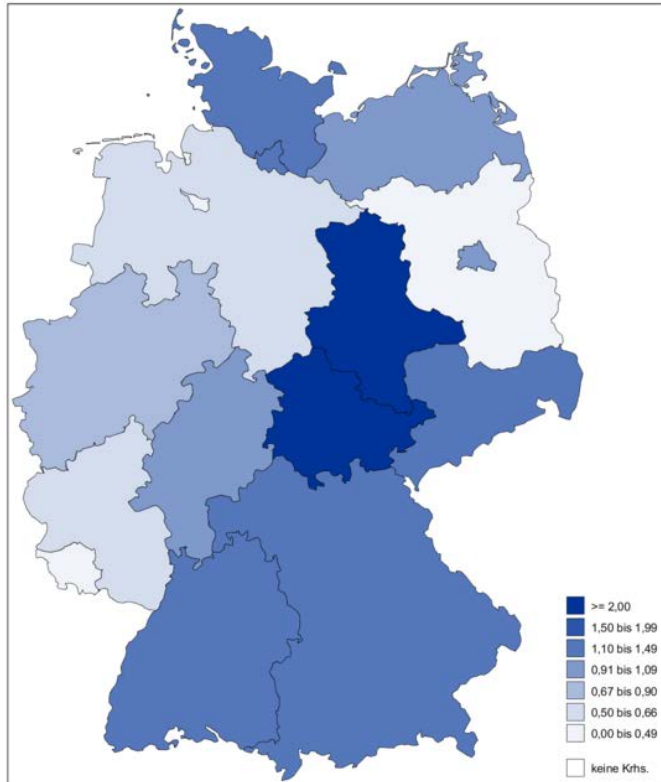 >= 2,00
1,50 bis 1,99
1,10 bis 1,49
0,91 bis 1,09
0,67 bis 0,90
0,50 bis 0,66
0,00 bis 0,49
keine Krhs.